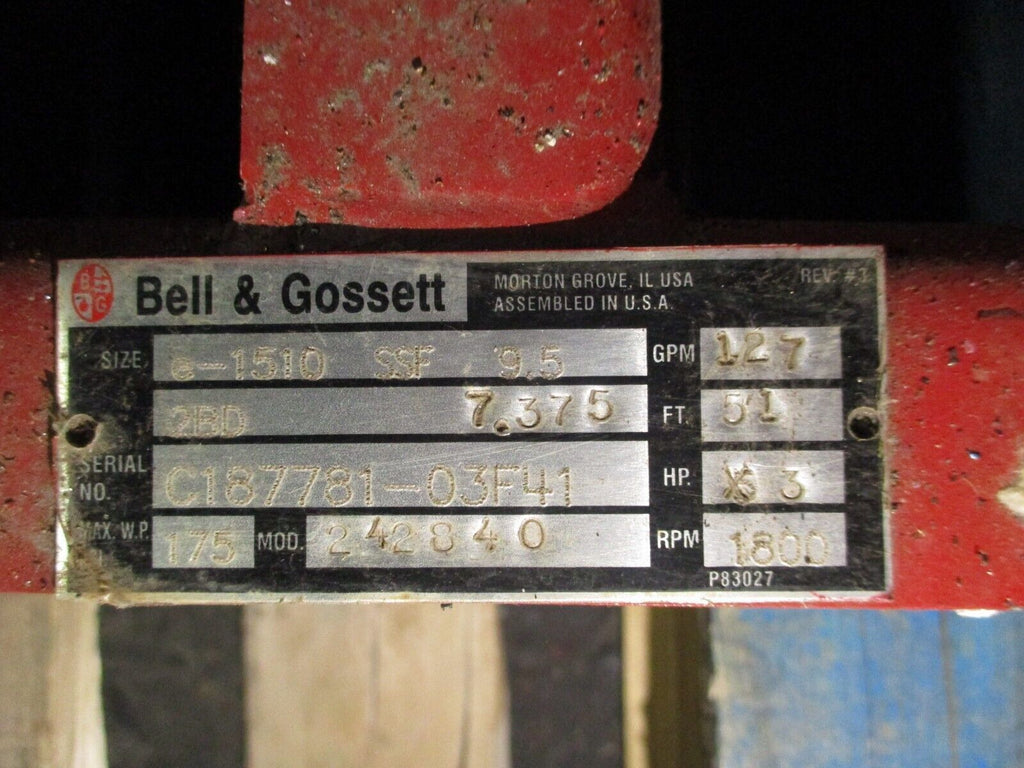 Bell & Gossett
MORTON GROVE, IL USA
ASSEMBLED IN U.S.A.
REV. #1
SIZE e-1510 SSF 9.5 GPM 127
2BD 7.375 FT. 51
SERIAL NO. C187781-03F41 HP. 3
MAX. W.P. 175 MOD. 242840 RPM 1800
P83027